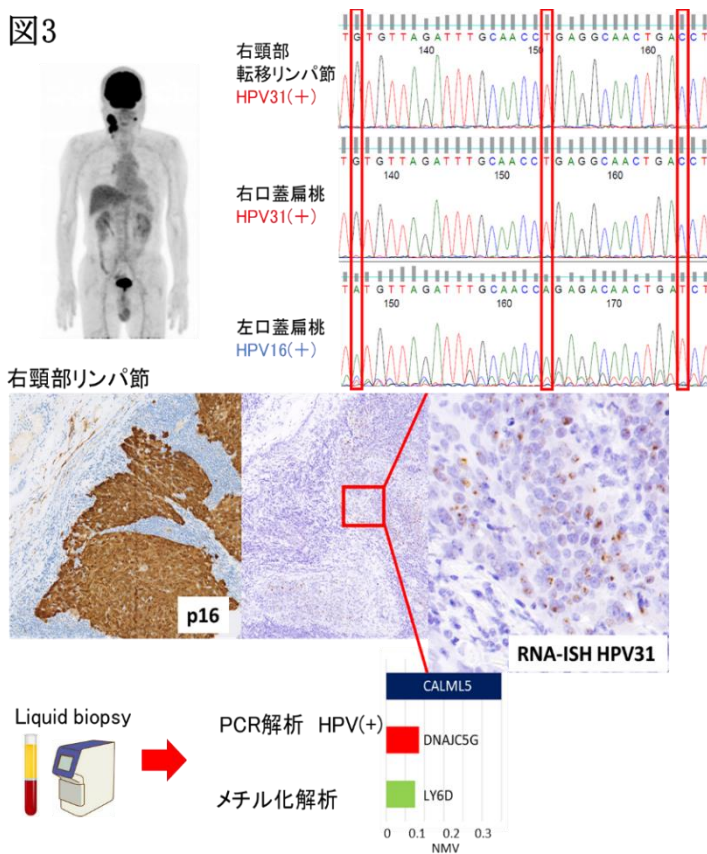 図3
右頸部
転移リンパ節
HPV31(+)
T G T G T T A G A T T T G C A A C C T G A G G C A A C T G A C C T
140 150 160
右口蓋扁桃
HPV31(+)
T G T G T T A G A T T T G C A A C C T G A G G C A A C T G A C C T
140 150 160
左口蓋扁桃
HPV16(+)
T A T G T T A G A T T T G C A A C C A G A G A C A A C T G A T C T
150 160 170
右頸部リンパ節
p16
RNA-ISH HPV31
Liquid biopsy
PCR解析 HPV(+)
メチル化解析
CALML5
DNAJC5G
LY6D
0 0.1 0.2 0.3
NMV